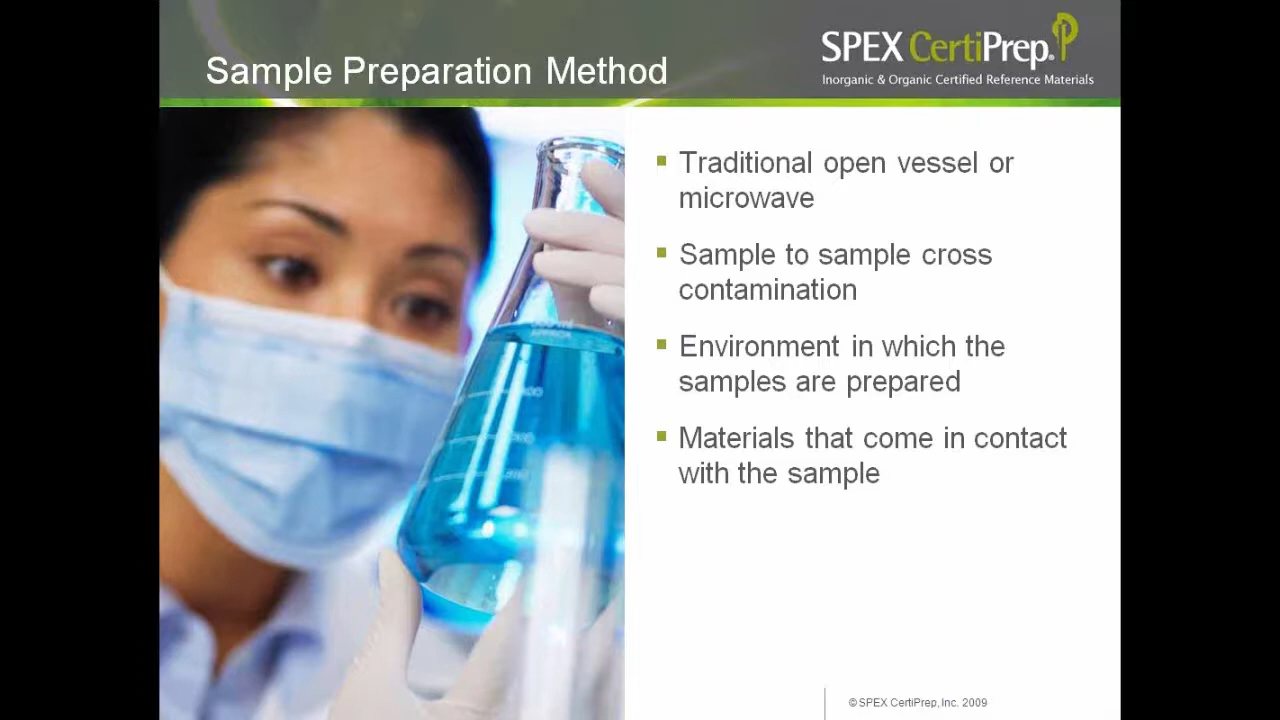 Sample Preparation Method
SPEX CertiPrep.
Inorganic & Organic Certified Reference Materials
Traditional open vessel or
microwave
Sample to sample cross
contamination
Environment in which the
samples are prepared
Materials that come in contact
with the sample
© SPEX CertiPrep, Inc. 2009